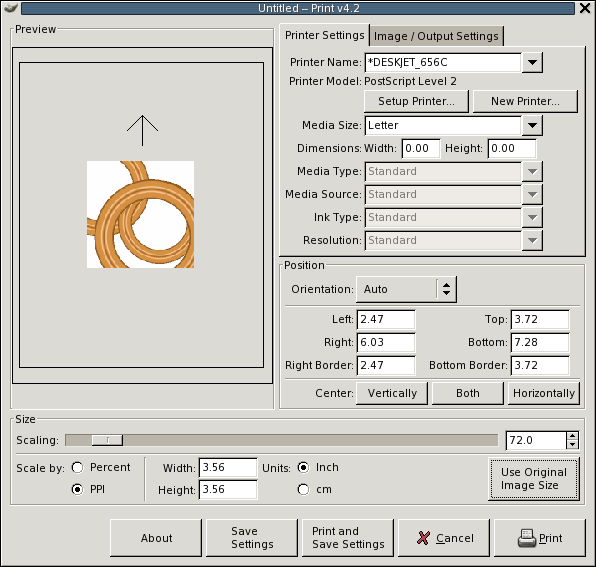 Untitled – Print v4.2
Preview
Printer Settings
Image / Output Settings
Printer Name: *DESKJET_656C
Printer Model: PostScript Level 2
Setup Printer... New Printer...
Media Size: Letter
Dimensions: Width: 0.00 Height: 0.00
Media Type: Standard
Media Source: Standard
Ink Type: Standard
Resolution: Standard
Position
Orientation: Auto
Left: 2.47 Top: 3.72
Right: 6.03 Bottom: 7.28
Right Border: 2.47 Bottom Border: 3.72
Center: Vertically Both Horizontally
Size
Scaling: 72.0
Scale by: Percent Width: 3.56 Units: Inch
PPI Height: 3.56 cm
Use Original
Image Size
About
Save
Settings
Print and
Save Settings
Cancel
Print